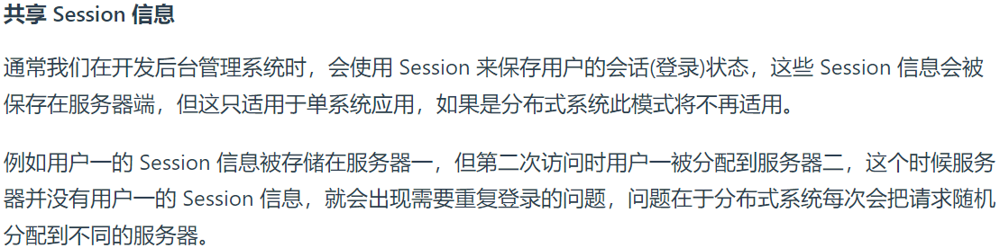 共享 Session 信息
通常我们在开发后台管理系统时，会使用 Session 来保存用户的会话(登录)状态，这些 Session 信息会被
保存在服务器端，但这只适用于单系统应用，如果是分布式系统此模式将不再适用。
例如用户一的 Session 信息被存储在服务器一，但第二次访问时用户一被分配到服务器二，这个时候服务
器并没有用户一的 Session 信息，就会出现需要重复登录的问题，问题在于分布式系统每次会把请求随机
分配到不同的服务器。